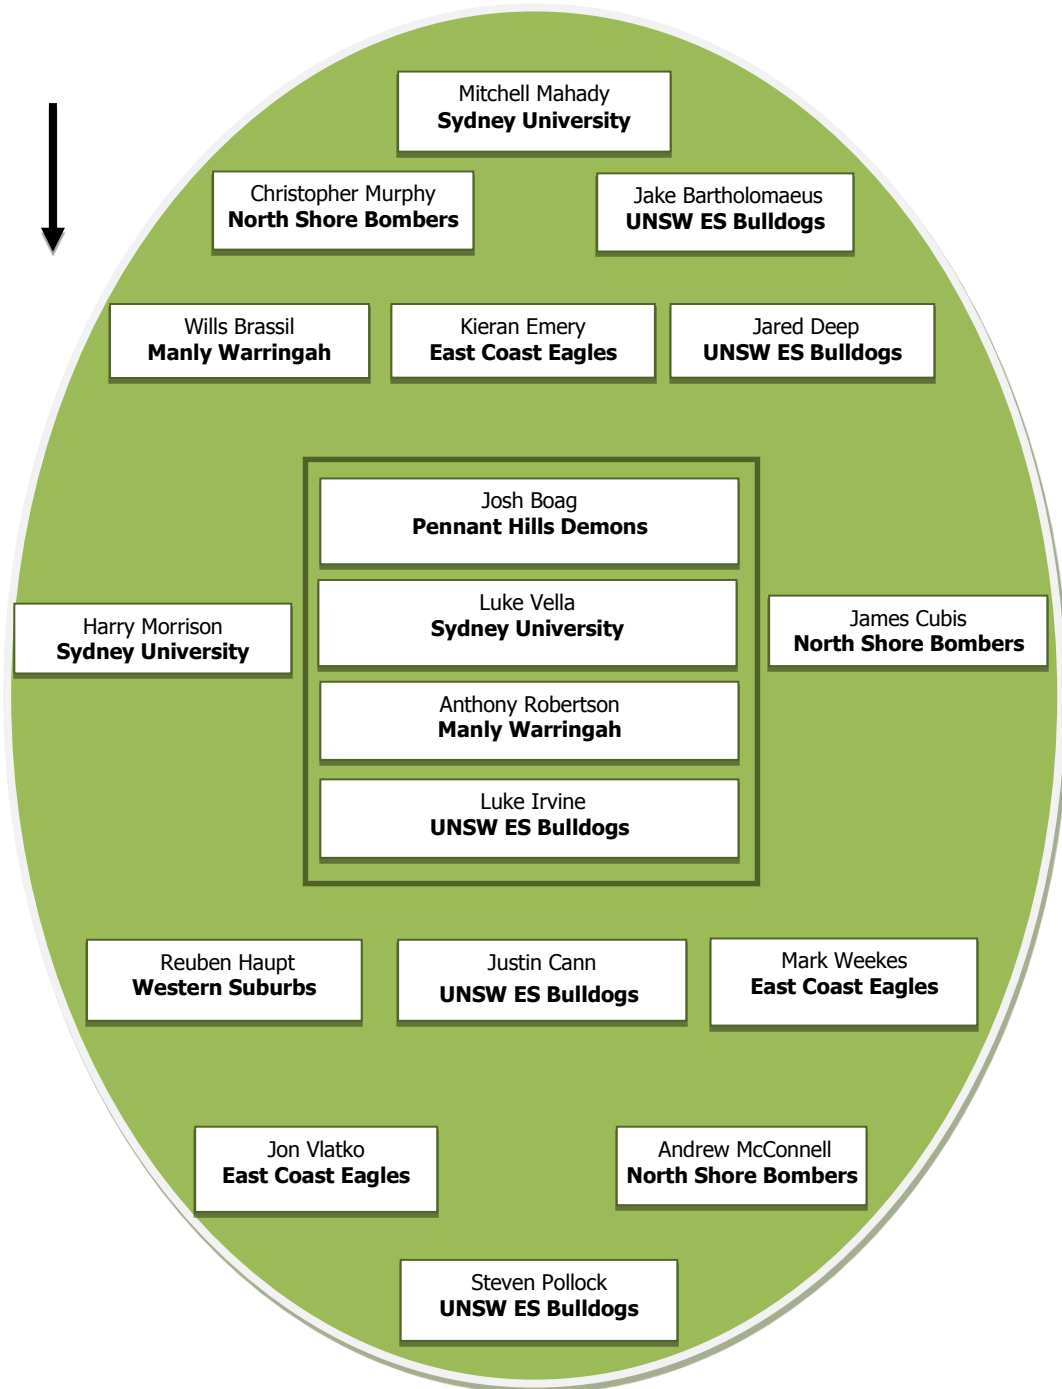 Mitchell Mahady
Sydney University
Christopher Murphy
North Shore Bombers
Jake Bartholomaeus
UNSW ES Bulldogs
Wills Brassil
Manly Warringah
Kieran Emery
East Coast Eagles
Jared Deep
UNSW ES Bulldogs
Josh Boag
Pennant Hills Demons
Harry Morrison
Sydney University
Luke Vella
Sydney University
James Cubis
North Shore Bombers
Anthony Robertson
Manly Warringah
Luke Irvine
UNSW ES Bulldogs
Reuben Haupt
Western Suburbs
Justin Cann
UNSW ES Bulldogs
Mark Weekes
East Coast Eagles
Jon Vlatko
East Coast Eagles
Andrew McConnell
North Shore Bombers
Steven Pollock
UNSW ES Bulldogs